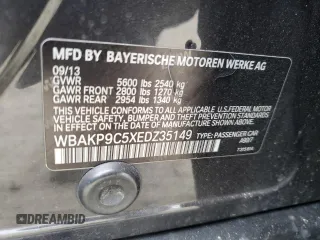 MFD BY BAYERISCHE MOTOREN WERKE AG
09/13
GVWR 5600 lbs 2540 kg
GAWR FRONT 2800 lbs 1270 kg
GAWR REAR 2954 lbs 1340 kg
THIS VEHICLE CONFORMS TO ALL APPLICABLE U.S. FEDERAL MOTOR
VEHICLE SAFETY, BUMPER, AND THEFT PREVENTION STANDARDS
IN EFFECT ON THE DATE OF MANUFACTURE SHOWN ABOVE.
WBAKP9C5XEDZ35149 TYPE: PASSENGER CAR
DREAMBID